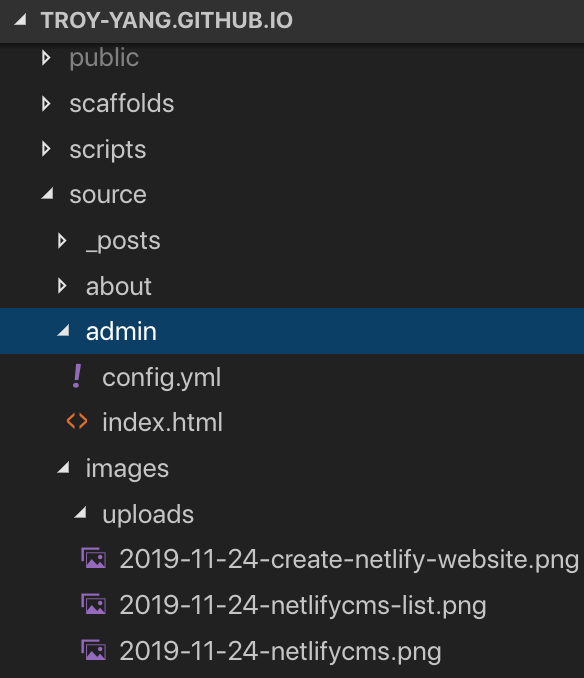 TROY-YANG.GITHUB.IO
public
scaffolds
scripts
source
_posts
about
admin
config.yml
index.html
images
uploads
2019-11-24-create-netlify-website.png
2019-11-24-netlifycms-list.png
2019-11-24-netlifycms.png